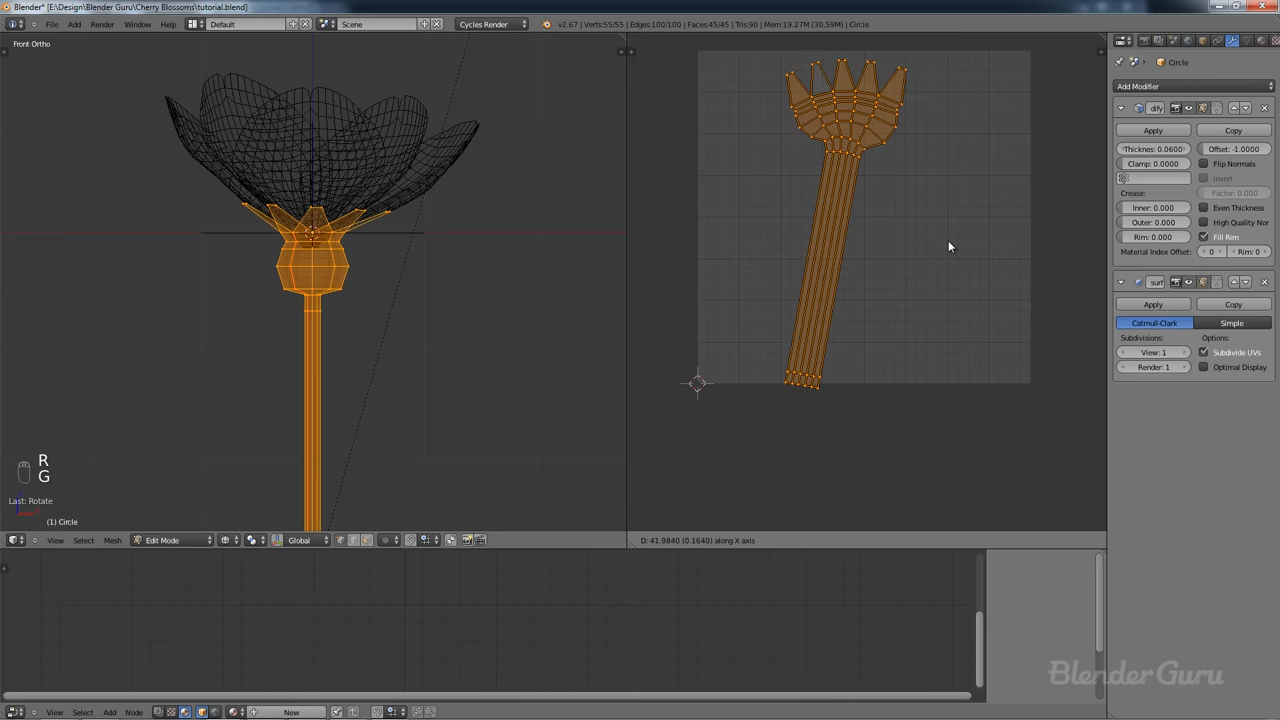 Blender* [E:\Design\Blender Guru\Cherry Blossoms\tutorial.blend]
File Add Render Window Help Default Scene Cycles Render v2.67 | Verts:55/55 | Edges:100/100 | Faces:45/45 | Tris:90 | Mem:19.27M (30.59M) | Circle
Front Ortho
Circle
Add Modifier
dify
Apply Copy
Thicknes: 0.0600 Offset: -1.0000
Clamp: 0.0000 Flip Normals
Invert
Crease: Factor: 0.000
Inner: 0.000 Even Thickness
Outer: 0.000 High Quality Nor
Rim: 0.000 Fill Rim
Material Index Offset: 0 Rim: 0
surf
Apply Copy
Catmull-Clark Simple
Subdivisions: Options:
View: 1 Subdivide UVs
Render: 1 Optimal Display
R
G
Last: Rotate
(1) Circle
View Select Mesh Edit Mode Global D: 41.9840 (0.1640) along X axis
BlenderGuru
View Select Add Node New